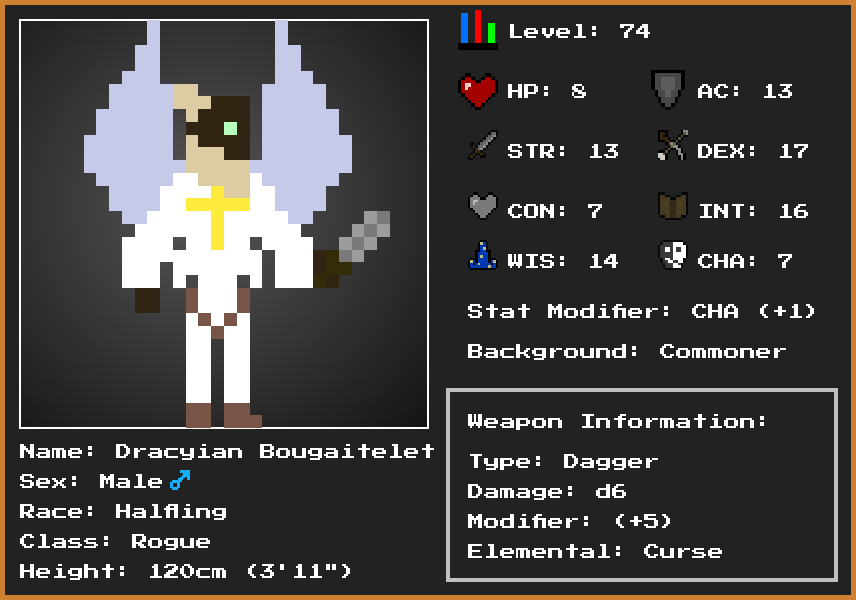 Level: 74
HP: 8
AC: 13
STR: 13
DEX: 17
CON: 7
INT: 16
WIS: 14
CHA: 7
Stat Modifier: CHA (+1)
Background: Commoner
Weapon Information:
Type: Dagger
Damage: d6
Modifier: (+5)
Elemental: Curse
Name: Dracyian Bougaitelet
Sex: Male ♂
Race: Halfling
Class: Rogue
Height: 120cm (3'11")